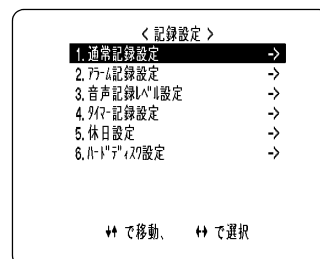 < 記録設定 >
1. 通常記録設定 ->
2. ｱﾗｰﾑ記録設定 ->
3. 音声記録ﾚﾍﾞﾙ設定 ->
4. ﾀｲﾏｰ記録設定 ->
5. 休日設定 ->
6. ﾊｰﾄﾞﾃﾞｨｽｸ設定 ->
↓↑ で移動、 ↔ で選択